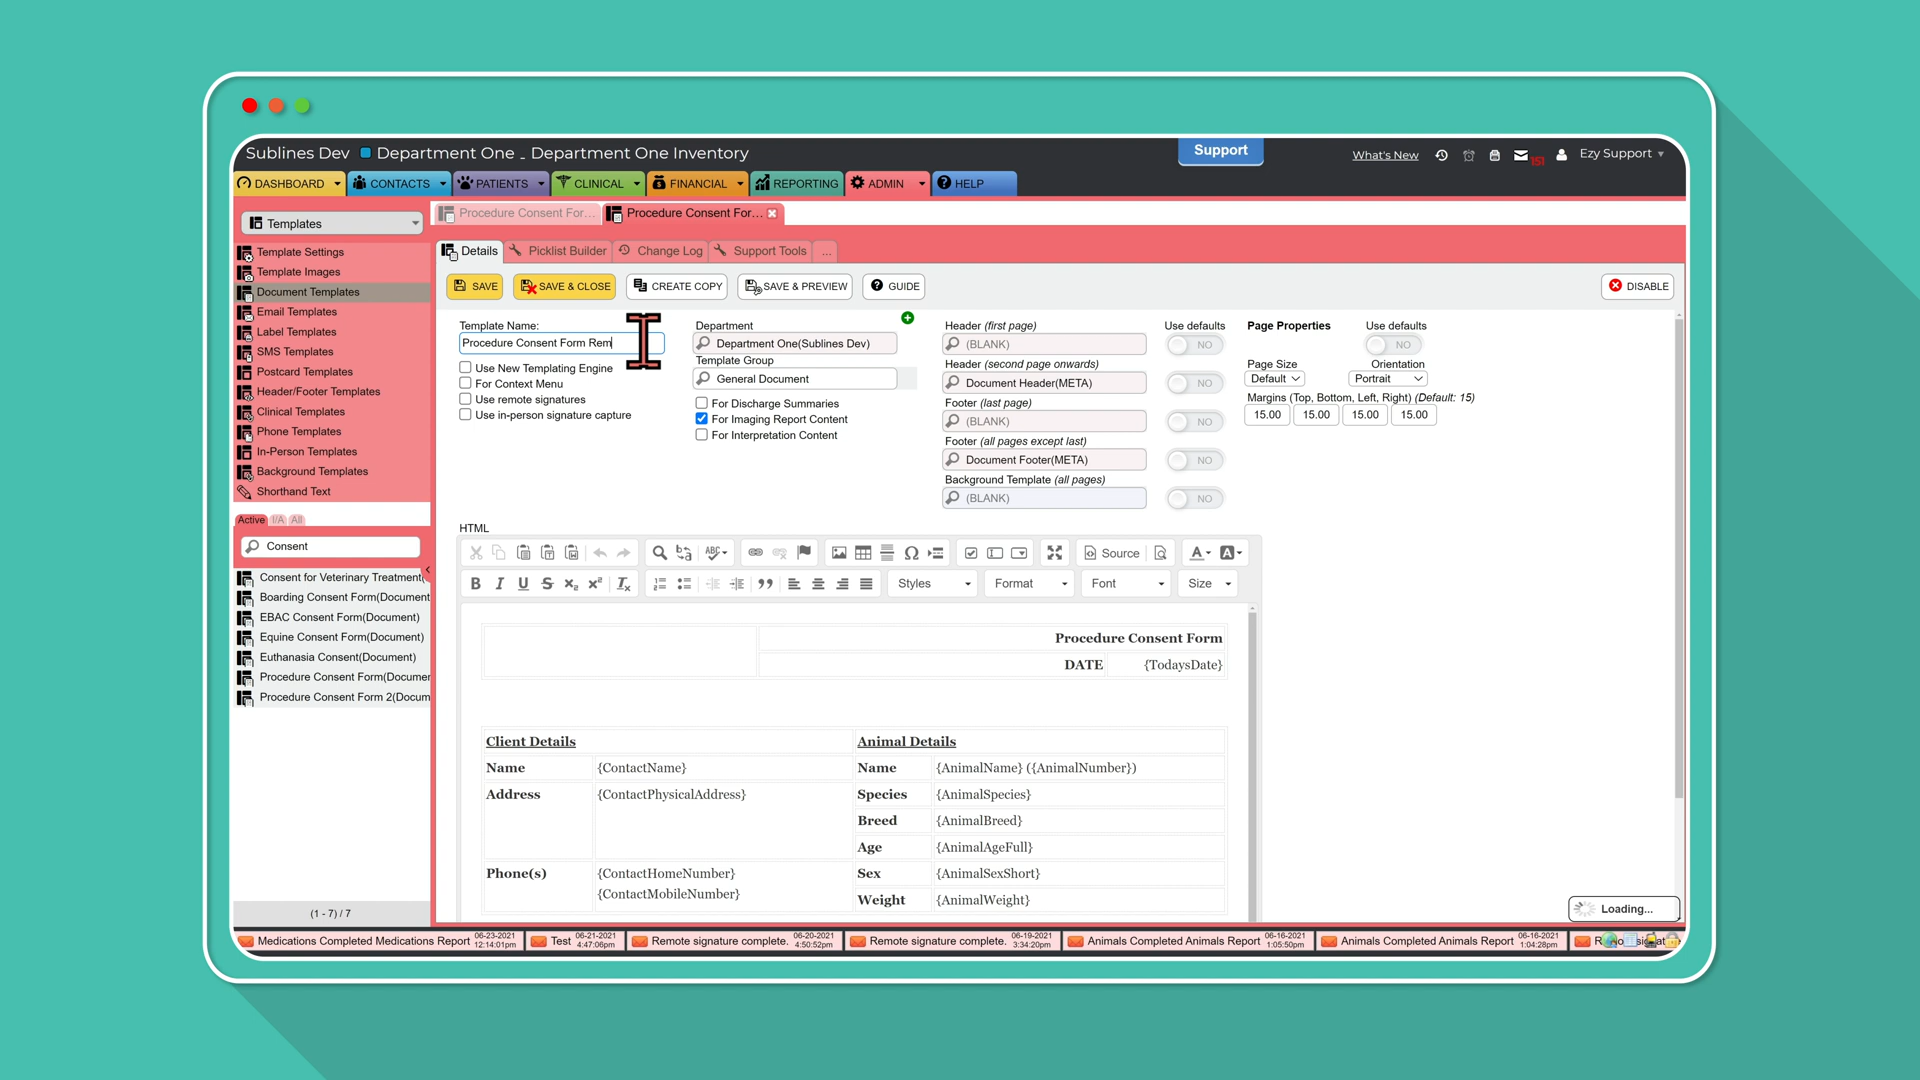 Sublines Dev Department One _ Department One Inventory
Support
What's New
151
Ezy Support
DASHBOARD
CONTACTS
PATIENTS
CLINICAL
FINANCIAL
REPORTING
ADMIN
HELP
Templates
Procedure Consent For...
Procedure Consent For...
Template Settings
Template Images
Document Templates
Email Templates
Label Templates
SMS Templates
Postcard Templates
Header/Footer Templates
Clinical Templates
Phone Templates
In-Person Templates
Background Templates
Shorthand Text
Active I/A All
Consent
Consent for Veterinary Treatment(
Boarding Consent Form(Document
EBAC Consent Form(Document)
Equine Consent Form(Document)
Euthanasia Consent(Document)
Procedure Consent Form(Documen
Procedure Consent Form 2(Docum
(1 - 7) / 7
Details
Picklist Builder
Change Log
Support Tools
...
SAVE
SAVE & CLOSE
CREATE COPY
SAVE & PREVIEW
GUIDE
DISABLE
Template Name:
Procedure Consent Form Rem
Use New Templating Engine
For Context Menu
Use remote signatures
Use in-person signature capture
Department
Department One(Sublines Dev)
Template Group
General Document
For Discharge Summaries
For Imaging Report Content
For Interpretation Content
Header (first page)
(BLANK)
Header (second page onwards)
Document Header(META)
Footer (last page)
(BLANK)
Footer (all pages except last)
Document Footer(META)
Background Template (all pages)
(BLANK)
Use defaults
NO
NO
NO
NO
NO
Page Properties
Use defaults
NO
Page Size
Default
Orientation
Portrait
Margins (Top, Bottom, Left, Right) (Default: 15)
15.00 15.00 15.00 15.00
HTML
Source
Styles
Format
Font
Size
Procedure Consent Form
DATE {TodaysDate}
Client Details
Name {ContactName}
Address {ContactPhysicalAddress}
Phone(s) {ContactHomeNumber}
{ContactMobileNumber}
Animal Details
Name {AnimalName} ({AnimalNumber})
Species {AnimalSpecies}
Breed {AnimalBreed}
Age {AnimalAgeFull}
Sex {AnimalSexShort}
Weight {AnimalWeight}
Loading...
Medications Completed Medications Report 06-23-2021 12:14:01pm
Test 06-21-2021 4:47:06pm
Remote signature complete. 06-20-2021 4:50:52pm
Remote signature complete. 06-19-2021 3:34:20pm
Animals Completed Animals Report 06-16-2021 1:05:50pm
Animals Completed Animals Report 06-16-2021 1:04:28pm